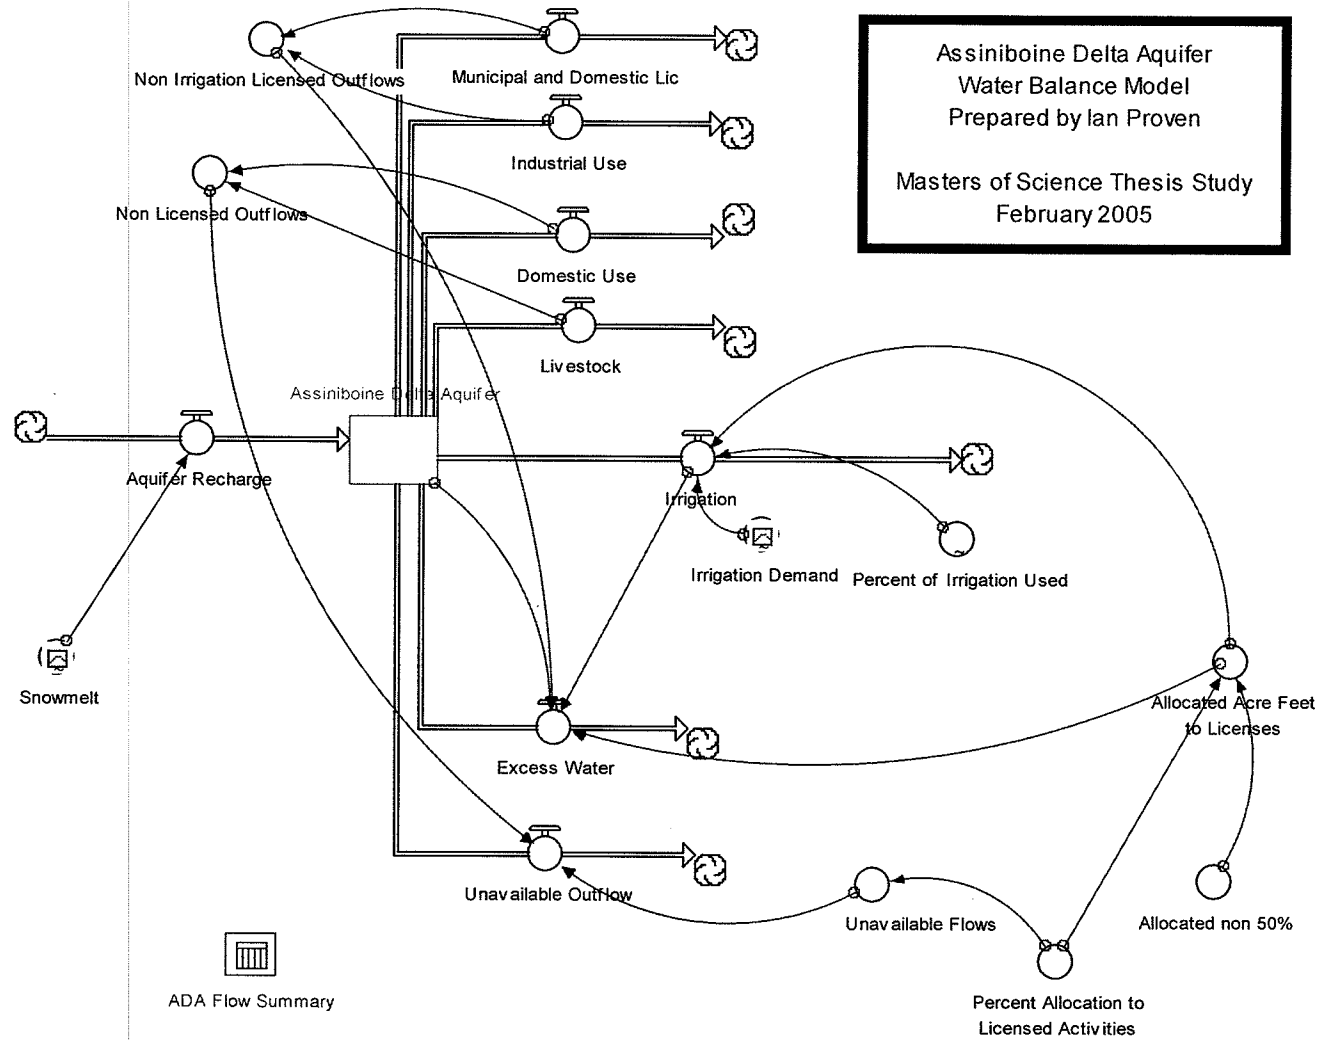 Assiniboine Delta Aquifer
Water Balance Model
Prepared by Ian Proven
Masters of Science Thesis Study
February 2005
Non Irrigation Licensed Outflows
Municipal and Domestic Lic
Industrial Use
Non Licensed Outflows
Domestic Use
Livestock
Assiniboine Delta Aquifer
Aquifer Recharge
Irrigation
Irrigation Demand
Percent of Irrigation Used
Snowmelt
Allocated Acre Feet
to Licenses
Excess Water
Unavailable Outflow
Unavailable Flows
Allocated non 50%
ADA Flow Summary
Percent Allocation to
Licensed Activities